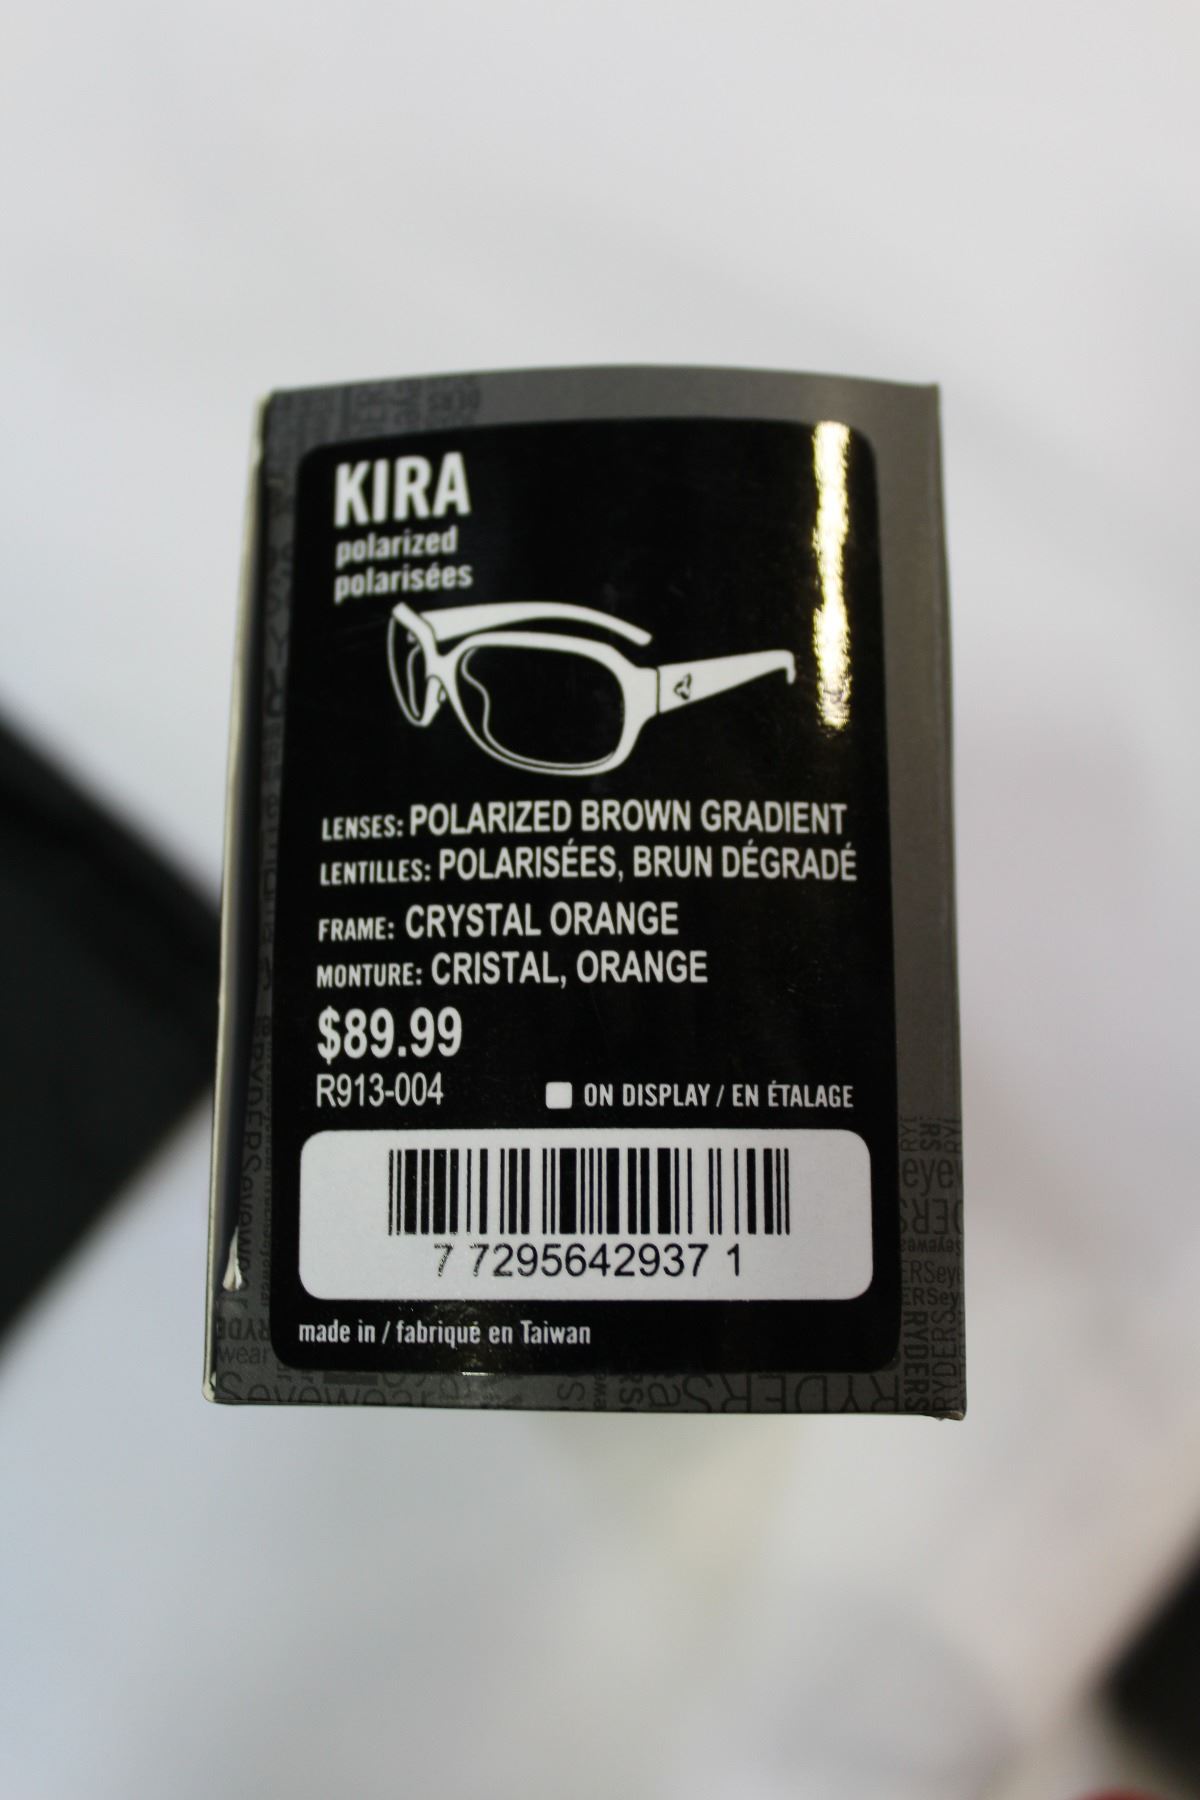 KIRA
polarized
polarisées
LENSES: POLARIZED BROWN GRADIENT
LENTILLES: POLARISÉES, BRUN DÉGRADÉ
FRAME: CRYSTAL ORANGE
MONTURE: CRISTAL, ORANGE
$89.99
R913-004
ON DISPLAY / EN ÉTALAGE
7 7295642937 1
made in / fabriqué en Taiwan